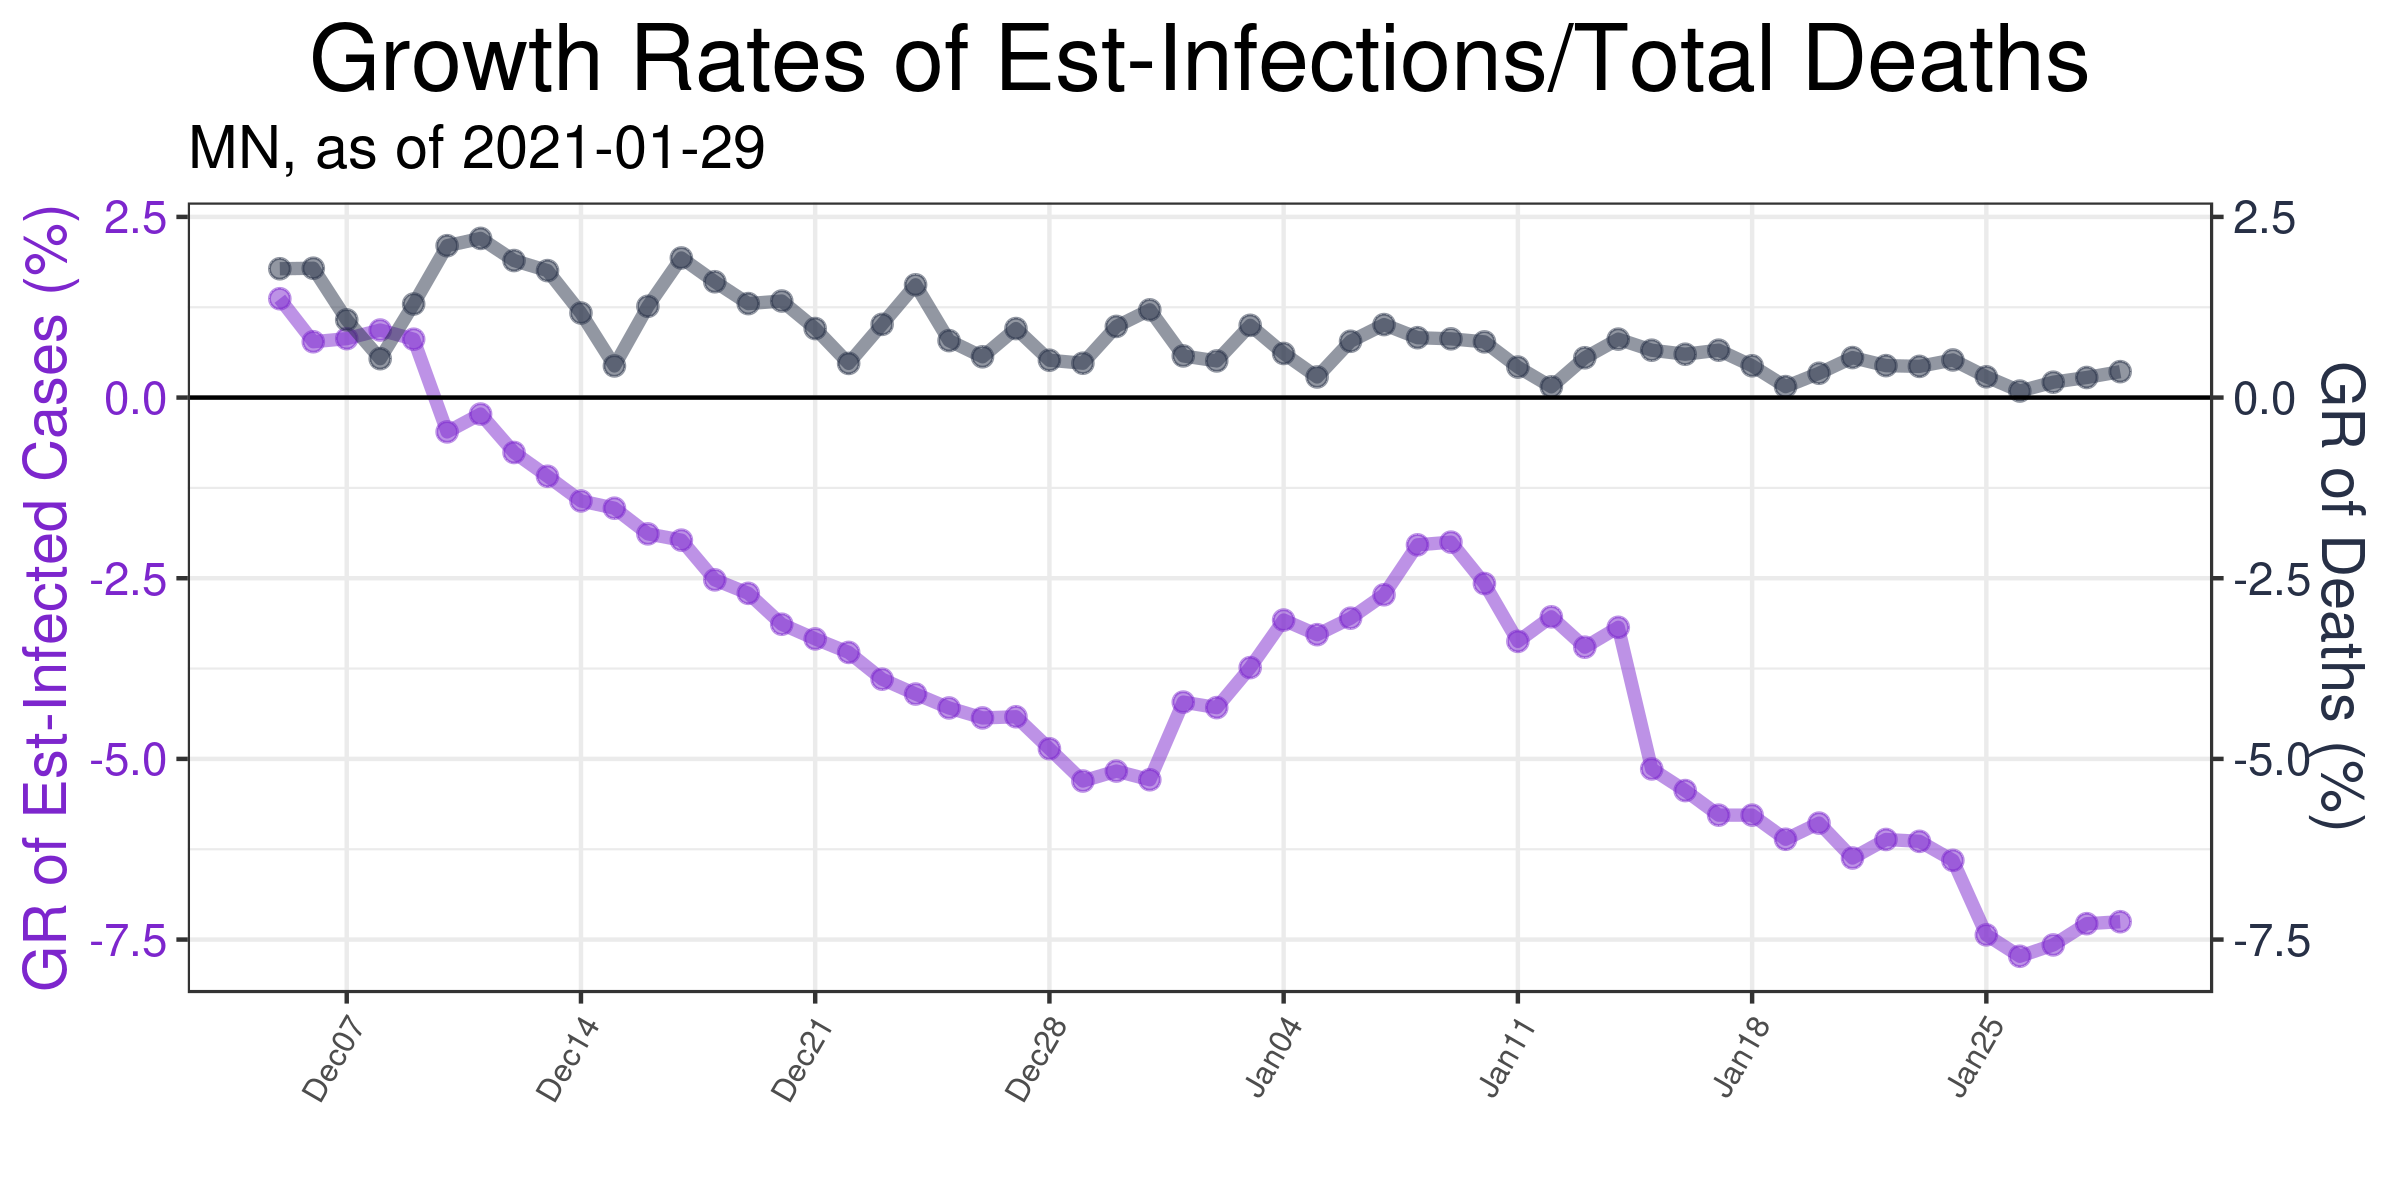 Growth Rates of Est-Infections/Total Deaths
MN, as of 2021-01-29
GR of Est-Infected Cases (%)
2.5
0.0
-2.5
-5.0
-7.5
2.5
0.0
-2.5
-5.0
-7.5
GR of Deaths (%)
Dec07
Dec14
Dec21
Dec28
Jan04
Jan11
Jan18
Jan25